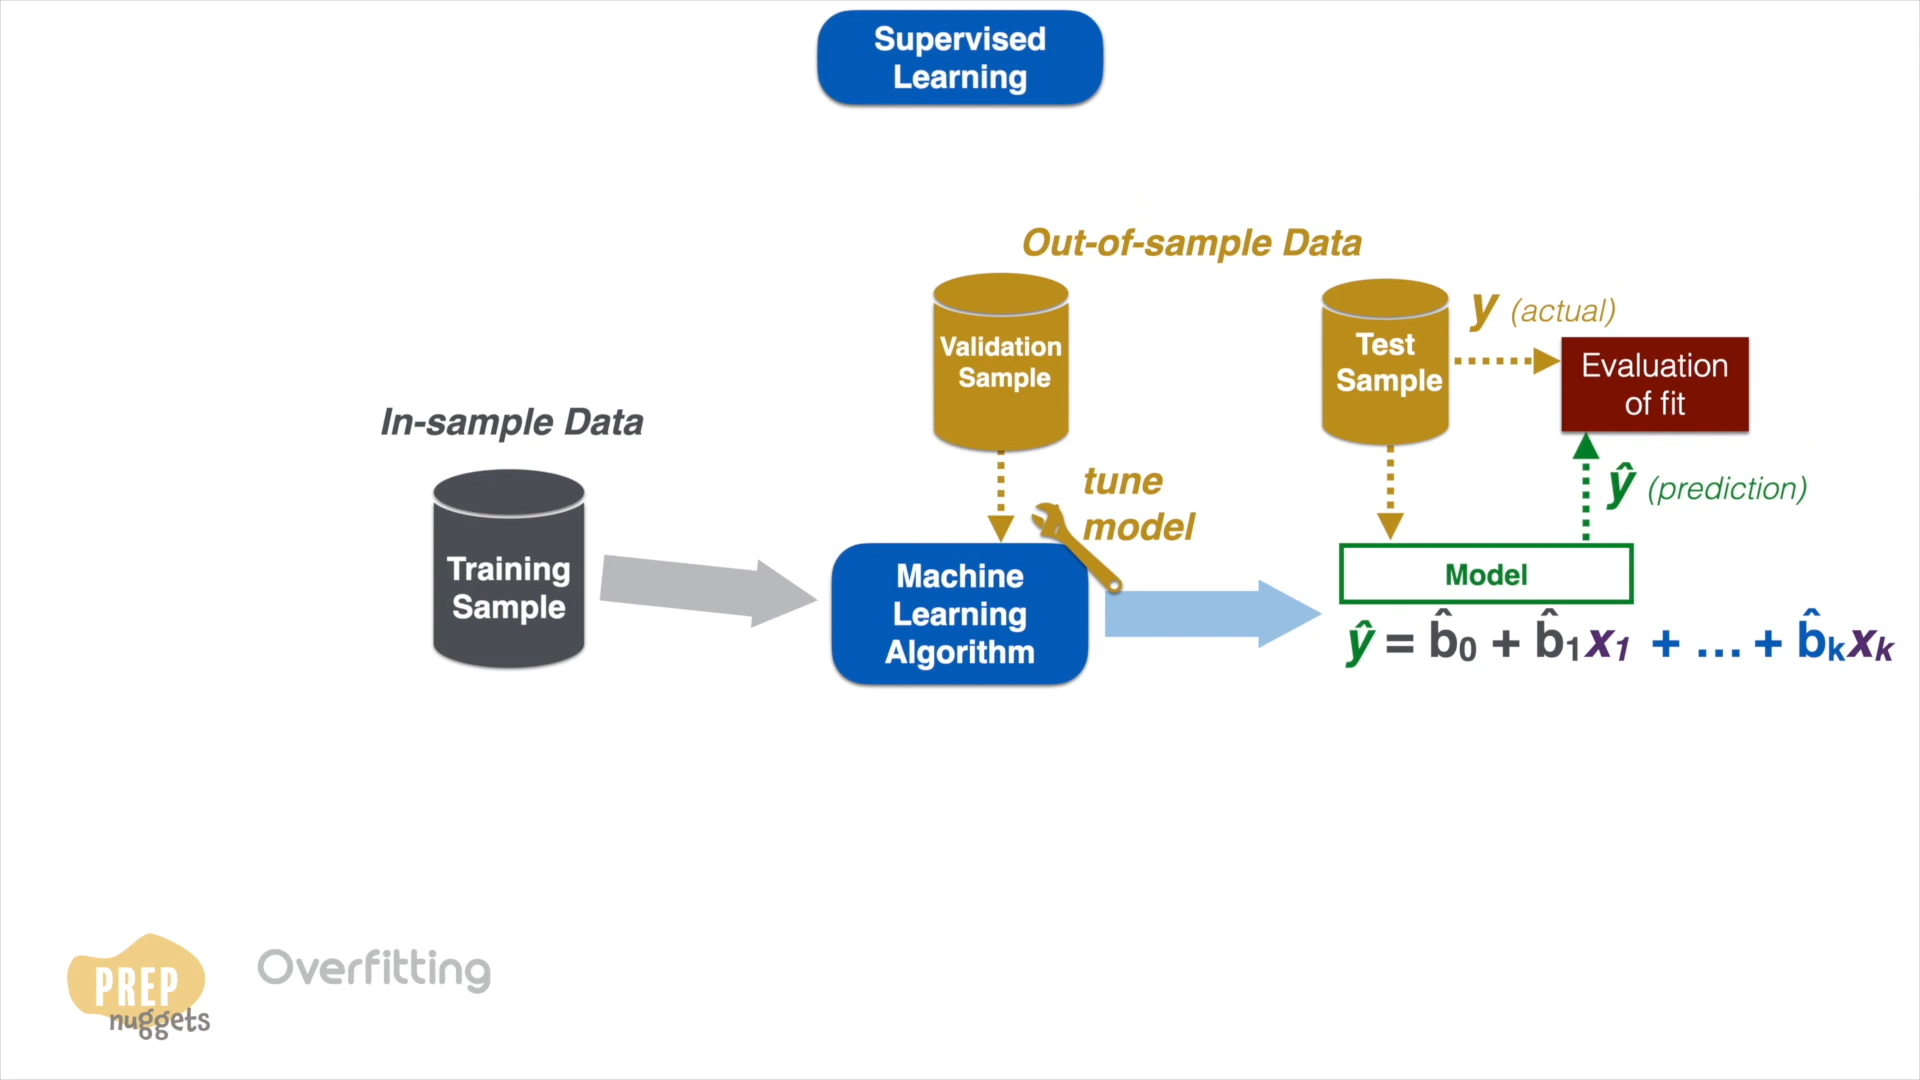 Supervised
Learning
Out-of-sample Data
Validation
Sample
Test
Sample
y (actual)
Evaluation
of fit
In-sample Data
Training
Sample
tune
model
ŷ (prediction)
Machine
Learning
Algorithm
Model
ŷ = b̂₀ + b̂₁x₁ + ... + b̂ₖxₖ
PREP
nuggets
Overfitting